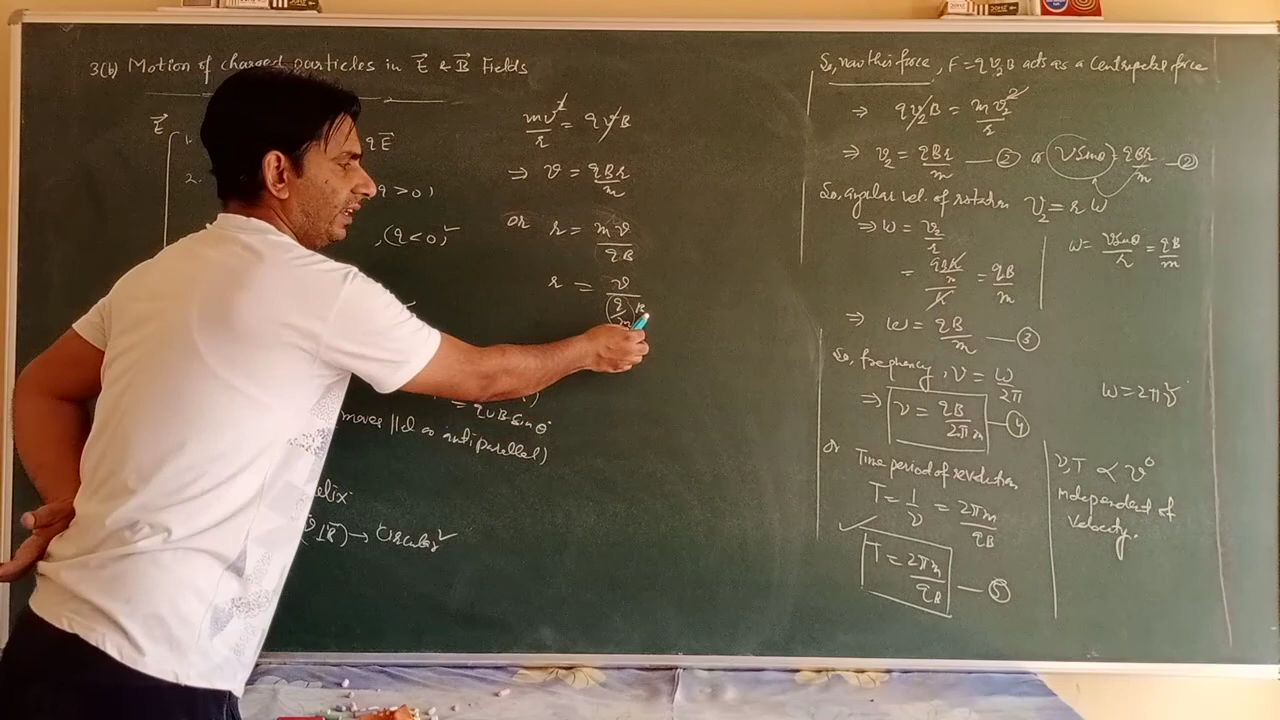 3(b) Motion of charged particles in E⃗ & B⃗ Fields
E⃗
1.
qE⃗
2.
q > 0,
,(q < 0,
= qvB sinθ
moves ||el or antiparallel)
elix
⊥B⃗) → Circular
mv²/r = qvB
⇒ v = qBr/m
or r = mv/qB
r = v/(q/m)B
So, now this force, F = qv₂B acts as a Centripetal force
⇒ qv₂B = mv₂²/r
⇒ v₂ = qBr/m — ② or Vsinθ = qBr/m — ②
So, angular vel. of rotation V₂ = rω
⇒ ω = v₂/r
= qBr/m/r = qB/m
ω = Vsinθ/r = qB/m
⇒ ω = qB/m — ③
So, frequency, ν = ω/2π
ω = 2πν
⇒ ν = qB/2πm — ④
or Time period of revolution
T = 1/ν = 2πm/qB
T = 2πm/qB — ⑤
ν, T ∝ v⁰
Independent of
Velocity.